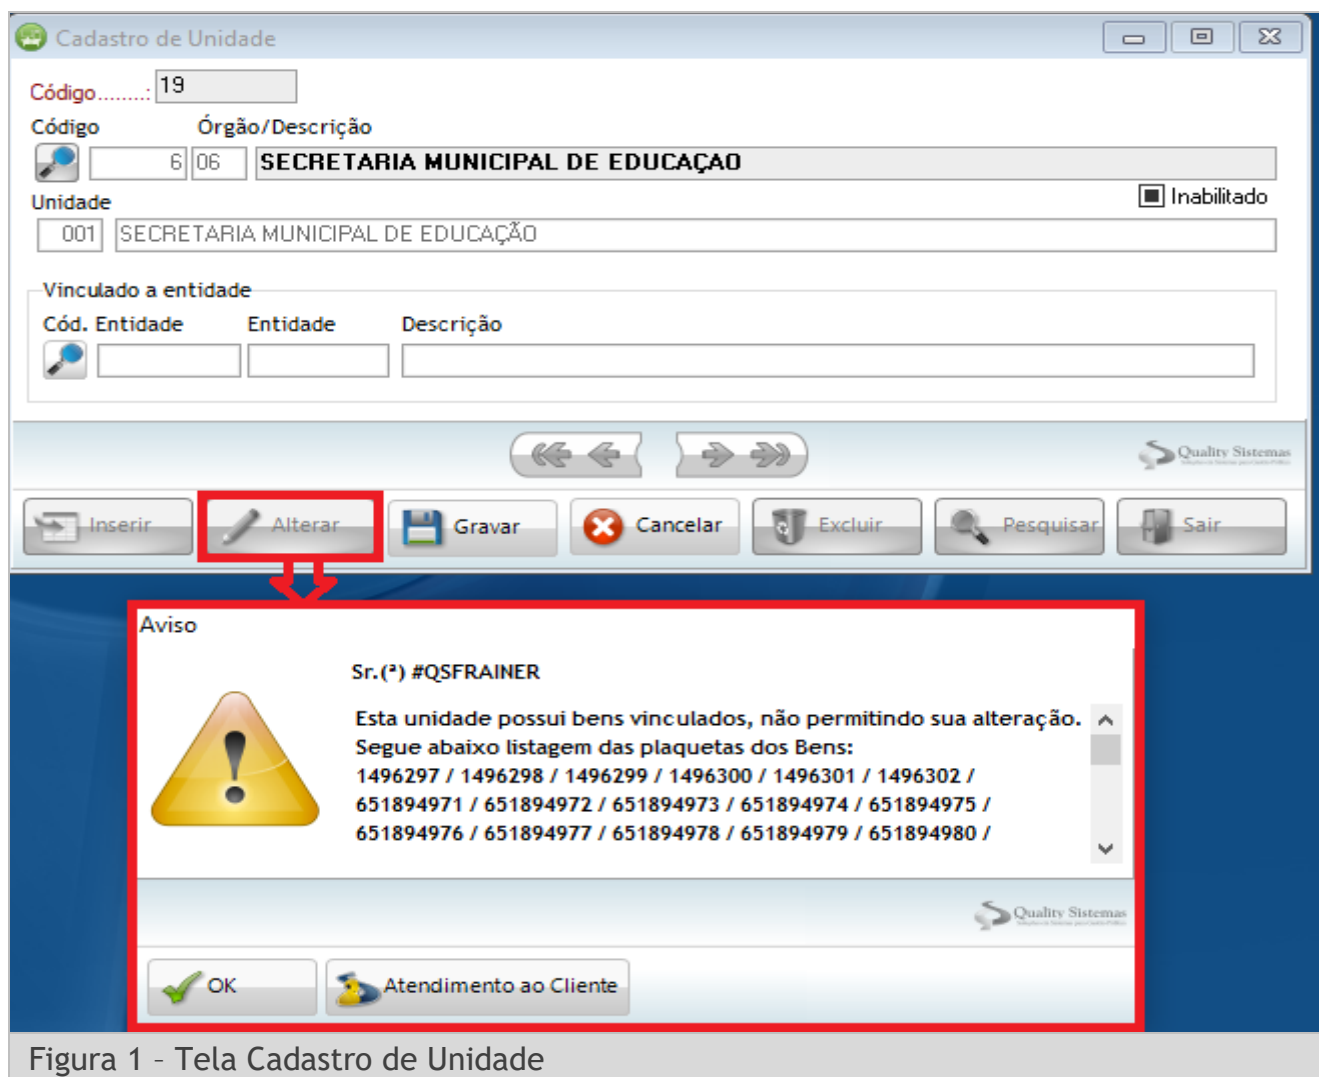 Cadastro de Unidade
Código........: 19
Código Órgão/Descrição
6 06 SECRETARIA MUNICIPAL DE EDUCAÇAO
Inabilitado
Unidade
001 SECRETARIA MUNICIPAL DE EDUCAÇÃO
Vinculado a entidade
Cód. Entidade Entidade Descrição
Quality Sistemas
Inserir Alterar Gravar Cancelar Excluir Pesquisar Sair
Aviso
Sr.(ª) #QSFRAINER
Esta unidade possui bens vinculados, não permitindo sua alteração.
Segue abaixo listagem das plaquetas dos Bens:
1496297 / 1496298 / 1496299 / 1496300 / 1496301 / 1496302 /
651894971 / 651894972 / 651894973 / 651894974 / 651894975 /
651894976 / 651894977 / 651894978 / 651894979 / 651894980 /
Quality Sistemas
OK Atendimento ao Cliente
Figura 1 – Tela Cadastro de Unidade